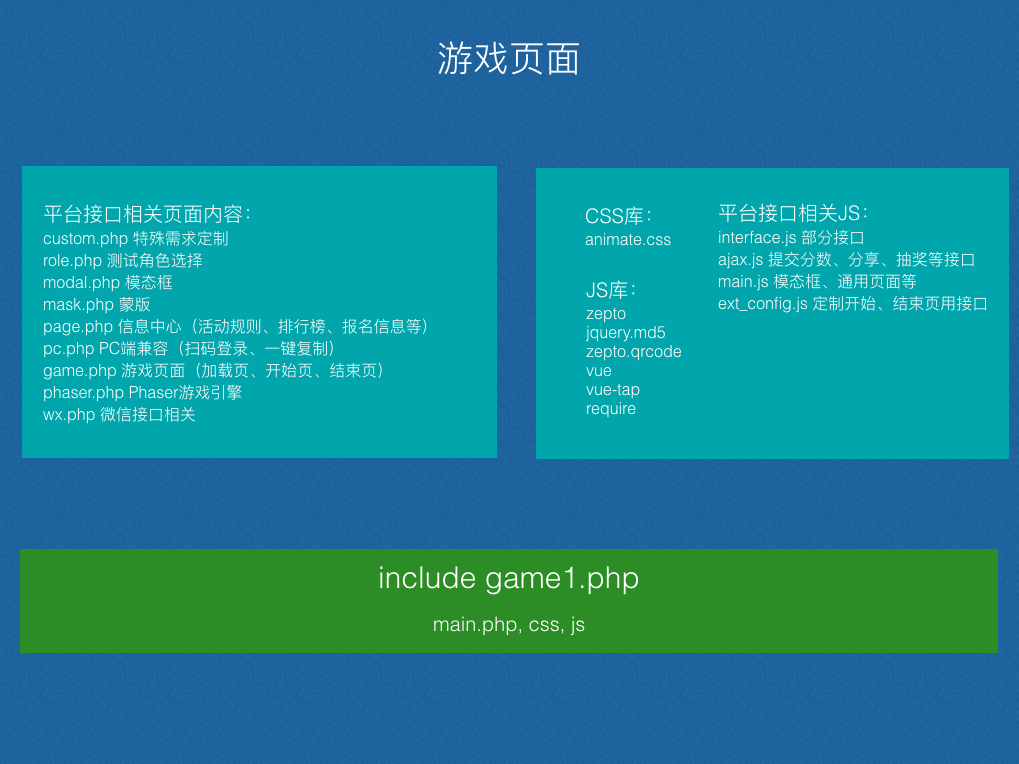 游戏页面
平台接口相关页面内容：
custom.php 特殊需求定制
role.php 测试角色选择
modal.php 模态框
mask.php 蒙版
page.php 信息中心（活动规则、排行榜、报名信息等）
pc.php PC端兼容（扫码登录、一键复制）
game.php 游戏页面（加载页、开始页、结束页）
phaser.php Phaser游戏引擎
wx.php 微信接口相关
CSS库：
animate.css
JS库：
zepto
jquery.md5
zepto.qrcode
vue
vue-tap
require
平台接口相关JS：
interface.js 部分接口
ajax.js 提交分数、分享、抽奖等接口
main.js 模态框、通用页面等
ext_config.js 定制开始、结束页用接口
include game1.php
main.php, css, js